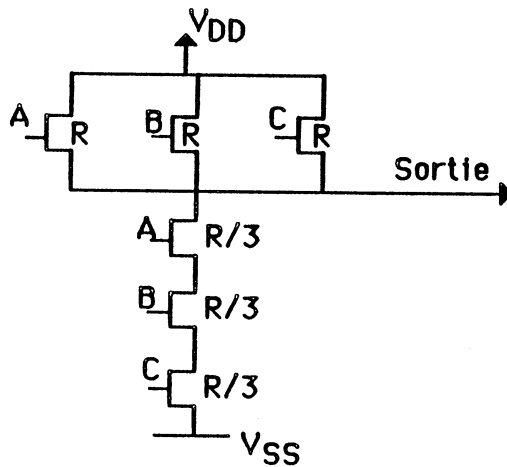 VDD
A R
B R
C R
Sortie
A R/3
B R/3
C R/3
VSS